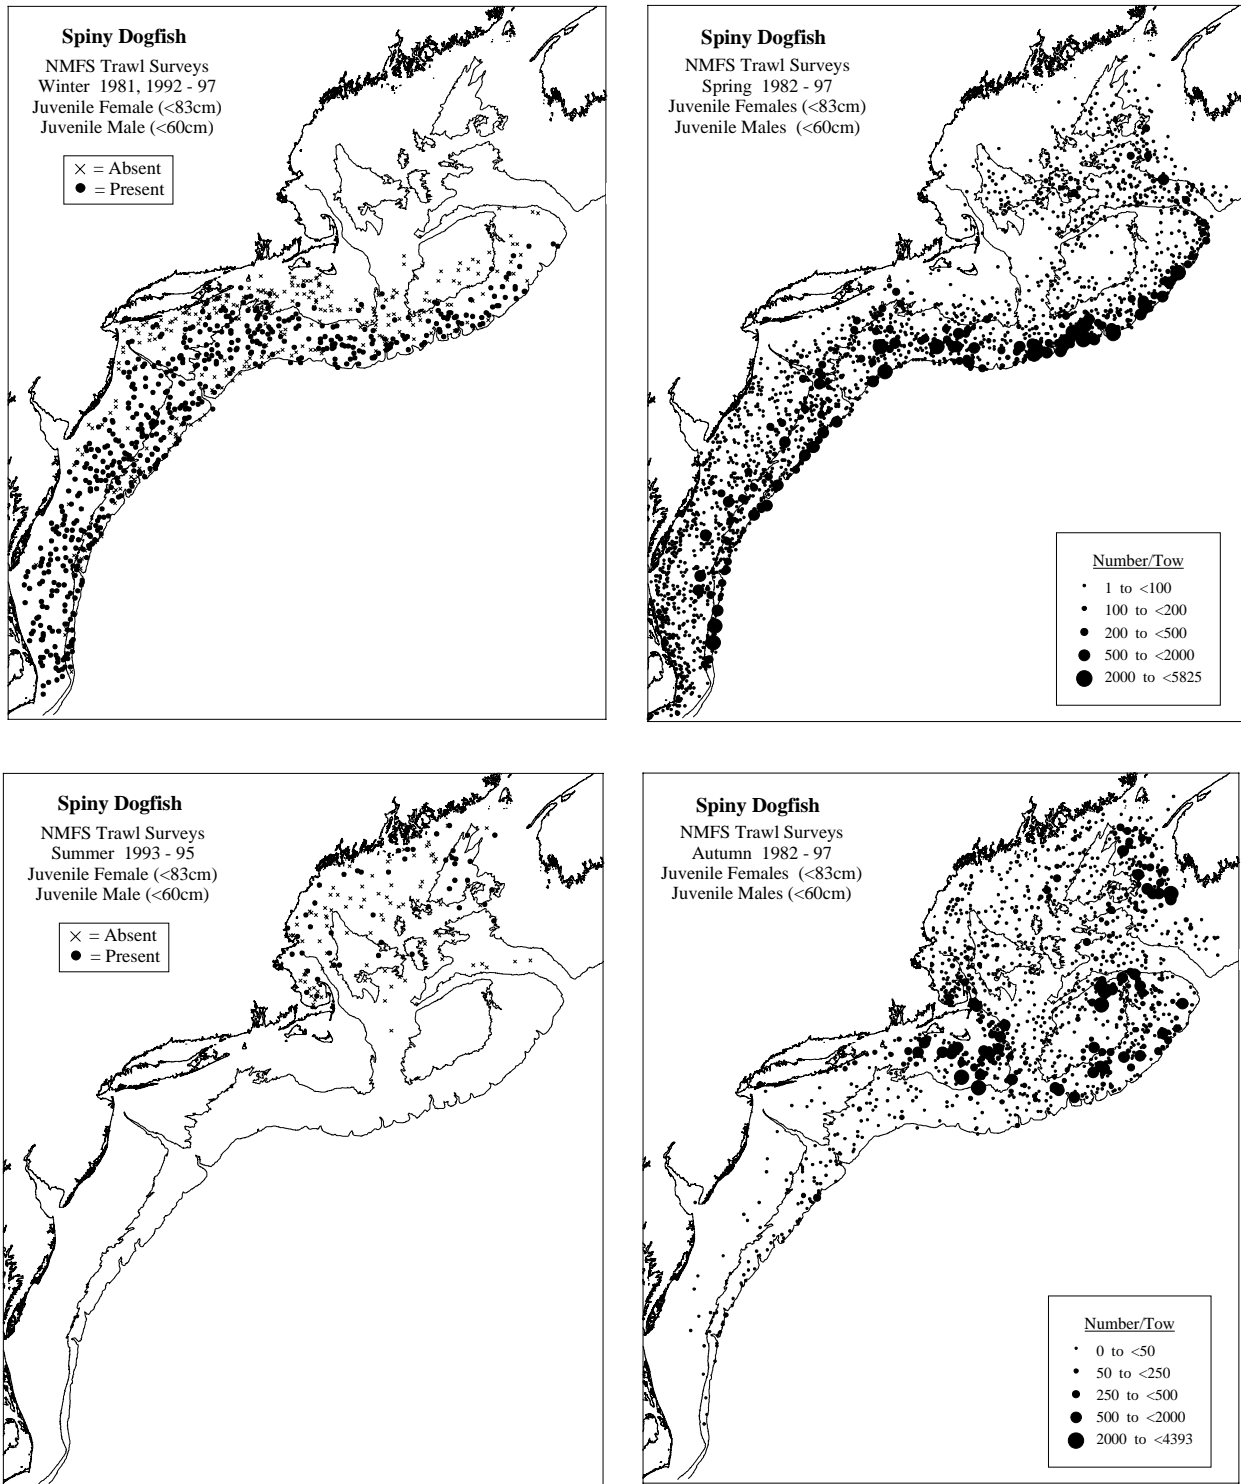 Spiny Dogfish
NMFS Trawl Surveys
Winter 1981, 1992 - 97
Juvenile Female (<83cm)
Juvenile Male (<60cm)
× = Absent
● = Present
Spiny Dogfish
NMFS Trawl Surveys
Spring 1982 - 97
Juvenile Females (<83cm)
Juvenile Males (<60cm)
Number/Tow
1 to <100
100 to <200
200 to <500
500 to <2000
2000 to <5825
Spiny Dogfish
NMFS Trawl Surveys
Summer 1993 - 95
Juvenile Female (<83cm)
Juvenile Male (<60cm)
× = Absent
● = Present
Spiny Dogfish
NMFS Trawl Surveys
Autumn 1982 - 97
Juvenile Females (<83cm)
Juvenile Males (<60cm)
Number/Tow
0 to <50
50 to <250
250 to <500
500 to <2000
2000 to <4393